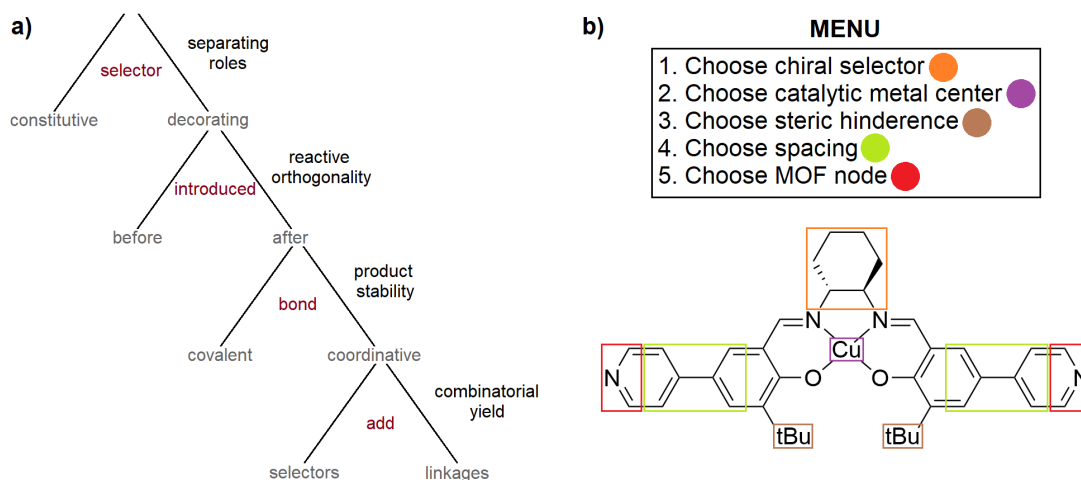 a)
separating
roles
selector
constitutive
decorating
reactive
orthogonality
introduced
before
after
product
stability
bond
covalent
coordinative
combinatorial
yield
add
selectors
linkages
b)
MENU
1. Choose chiral selector
2. Choose catalytic metal center
3. Choose steric hinderence
4. Choose spacing
5. Choose MOF node
N N
Cu
N O O N
tBu tBu